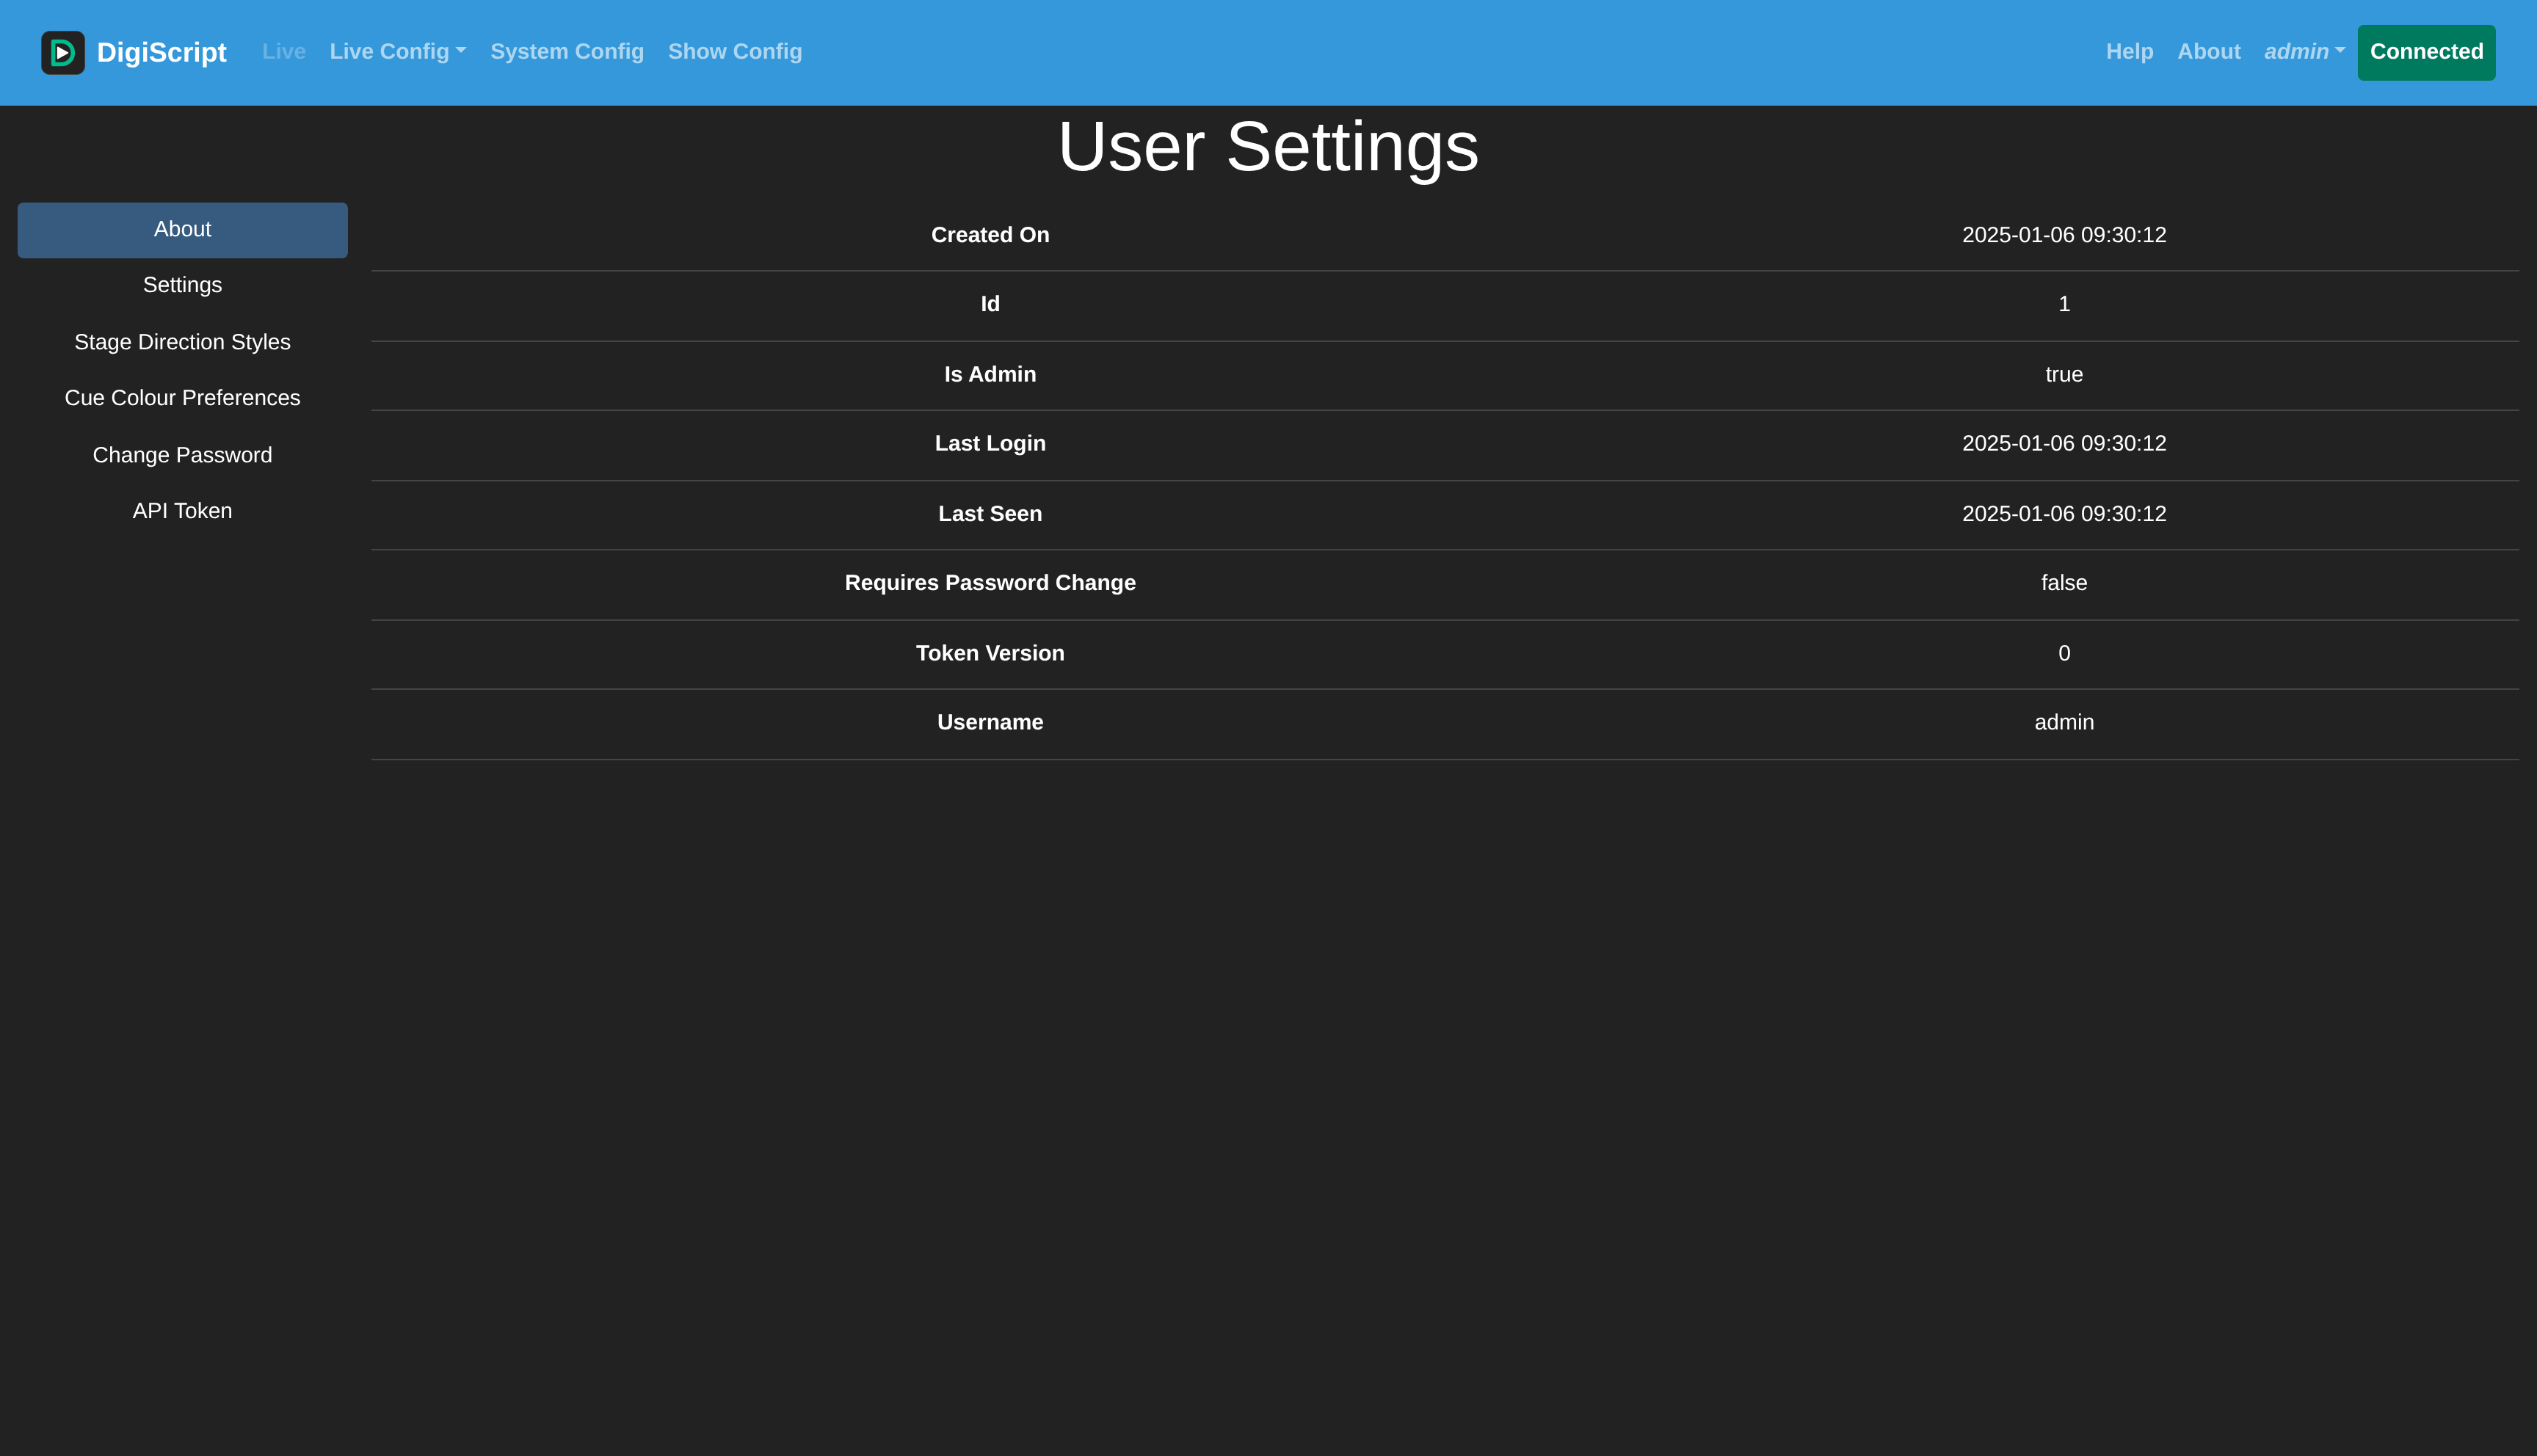 DigiScript Live Live Config System Config Show Config Help About admin Connected
User Settings
About
Settings
Stage Direction Styles
Cue Colour Preferences
Change Password
API Token
Created On 2025-01-06 09:30:12
Id 1
Is Admin true
Last Login 2025-01-06 09:30:12
Last Seen 2025-01-06 09:30:12
Requires Password Change false
Token Version 0
Username admin